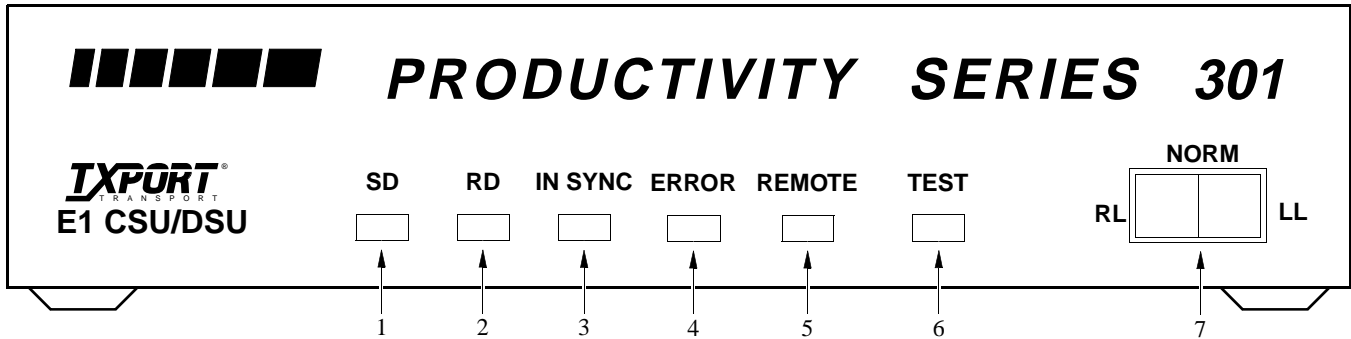 PRODUCTIVITY SERIES 301
TXPORT®
TRANSPORT
E1 CSU/DSU
SD RD IN SYNC ERROR REMOTE TEST
NORM
RL LL
1 2 3 4 5 6 7